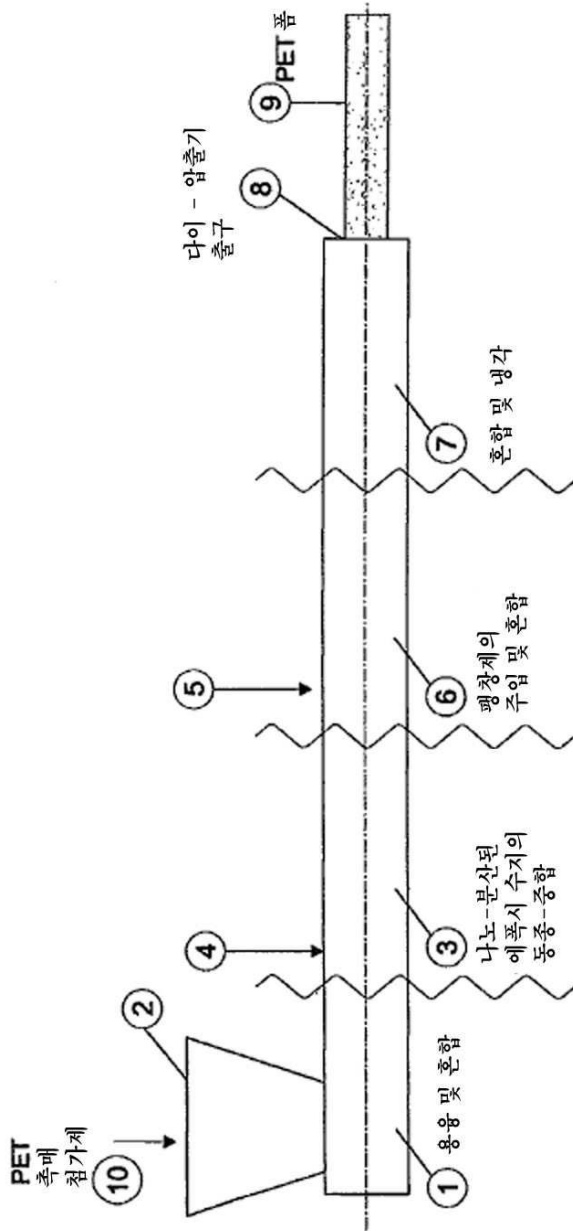 PET
촉매
첨가제
10
2
4
5
다이 - 압출기
출구
8
9
PET 폼
1
용융 및 혼합
3
나노-분산된
에폭시 수지의
동종-중합
6
팽창제의
주입 및 혼합
7
혼합 및 냉각